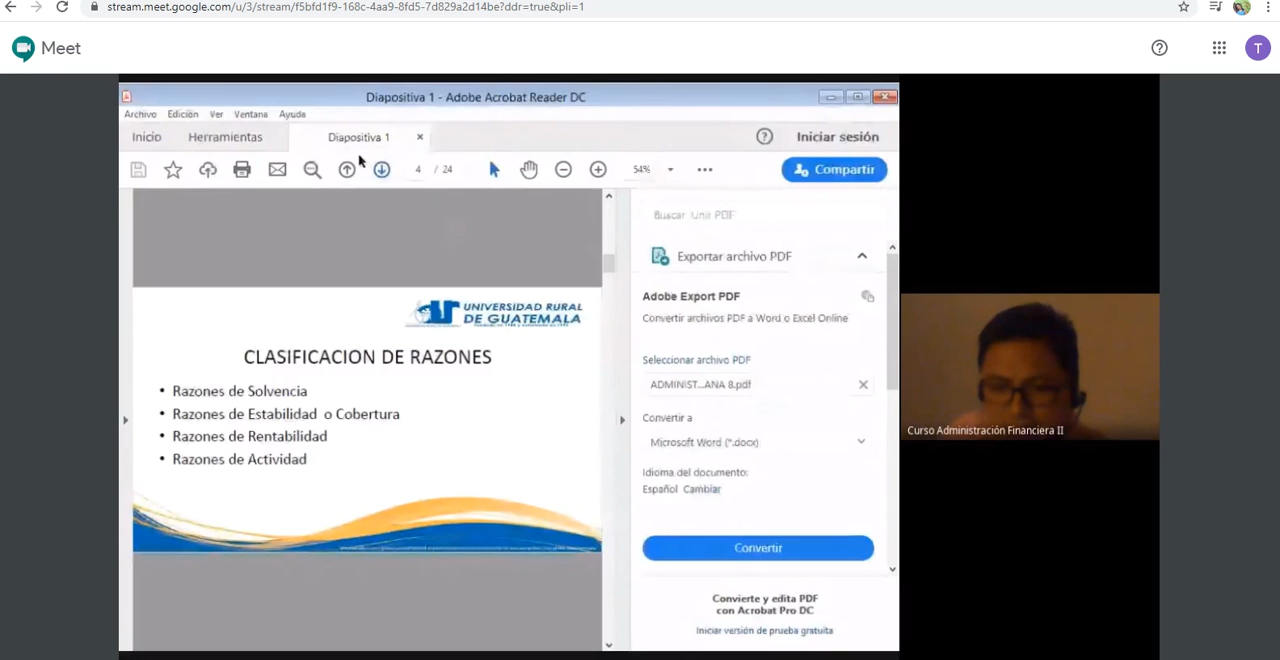 stream.meet.google.com/u/3/stream/f5bfd1f9-168c-4aa9-8fd5-7d829a2d14be?ddr=true&pli=1
Meet
T
Diapositiva 1 - Adobe Acrobat Reader DC
Archivo Edición Ver Ventana Ayuda
Inicio Herramientas Diapositiva 1 × Iniciar sesión
4 / 24 54% Compartir
Buscar 'Unir PDF'
Exportar archivo PDF
Adobe Export PDF
Convertir archivos PDF a Word o Excel Online
Seleccionar archivo PDF
ADMINIST...ANA 8.pdf
Convertir a
Microsoft Word (*.docx)
Idioma del documento:
Español Cambiar
Convertir
Convierte y edita PDF
con Acrobat Pro DC
Iniciar versión de prueba gratuita
UNIVERSIDAD RURAL
DE GUATEMALA
CLASIFICACION DE RAZONES
• Razones de Solvencia
• Razones de Estabilidad o Cobertura
• Razones de Rentabilidad
• Razones de Actividad
Curso Administración Financiera II